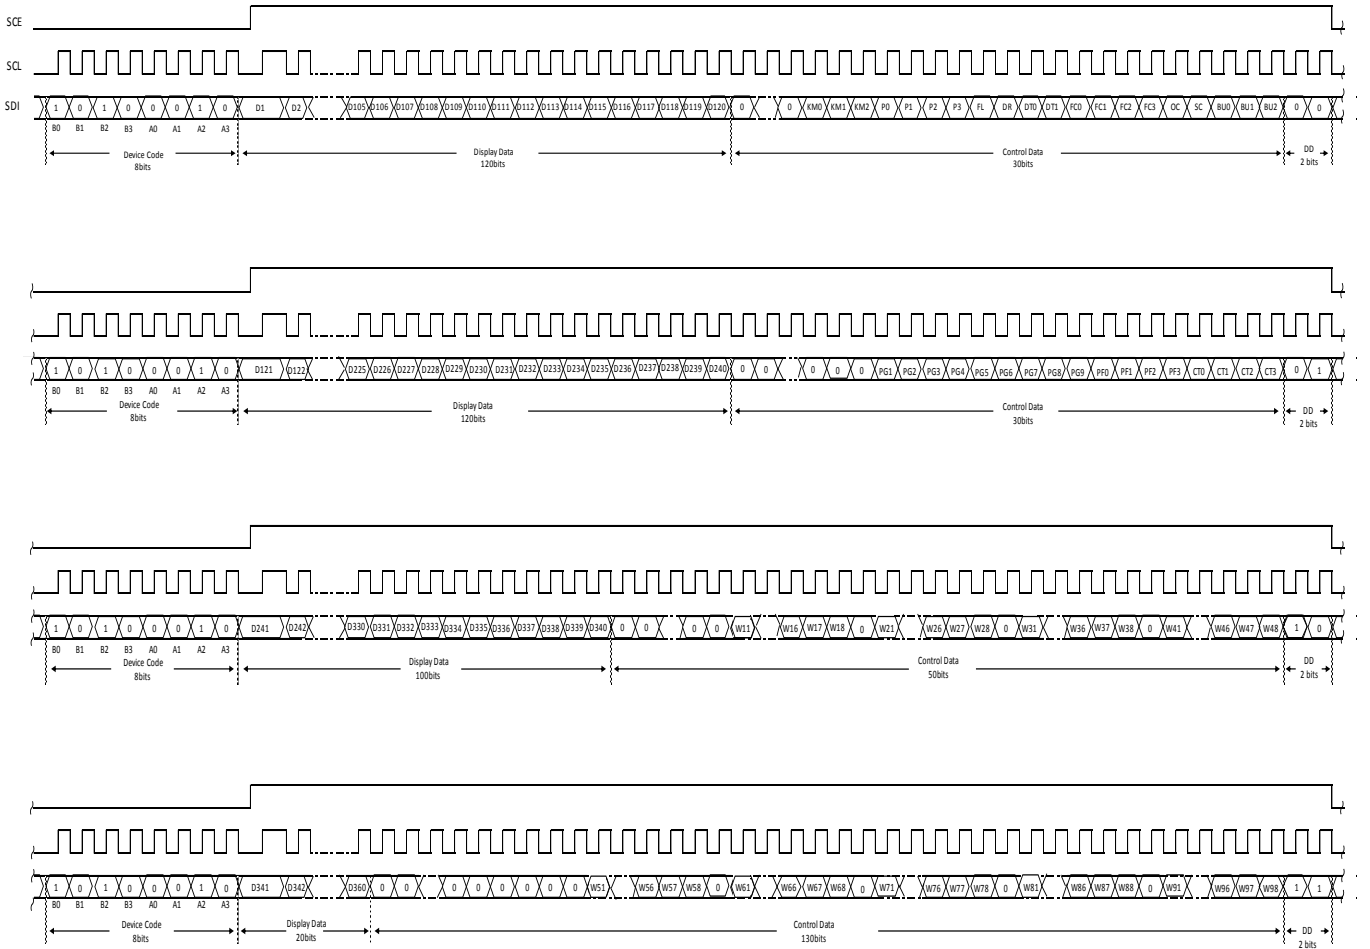 SCE
SCL
SDI 1 0 1 0 0 0 1 0 D1 D2 D105 D106 D107 D108 D109 D110 D111 D112 D113 D114 D115 D116 D117 D118 D119 D120 0 0 KM0 KM1 KM2 P0 P1 P2 P3 FL DR DT0 DT1 FC0 FC1 FC2 FC3 OC SC BU0 BU1 BU2 0 0
B0 B1 B2 B3 A0 A1 A2 A3
Device Code Display Data Control Data DD
8bits 120bits 30bits 2 bits
1 0 1 0 0 0 1 0 D121 D122 D225 D226 D227 D228 D229 D230 D231 D232 D233 D234 D235 D236 D237 D238 D239 D240 0 0 0 0 0 PG1 PG2 PG3 PG4 PG5 PG6 PG7 PG8 PG9 PF0 PF1 PF2 PF3 CT0 CT1 CT2 CT3 0 1
B0 B1 B2 B3 A0 A1 A2 A3
Device Code Display Data Control Data DD
8bits 120bits 30bits 2 bits
1 0 1 0 0 0 1 0 D241 D242 D330 D331 D332 D333 D334 D335 D336 D337 D338 D339 D340 0 0 0 0 W11 W16 W17 W18 0 W21 W26 W27 W28 0 W31 W36 W37 W38 0 W41 W46 W47 W48 1 0
B0 B1 B2 B3 A0 A1 A2 A3
Device Code Display Data Control Data DD
8bits 100bits 50bits 2 bits
1 0 1 0 0 0 1 0 D341 D342 D360 0 0 0 0 0 0 0 0 W51 W56 W57 W58 0 W61 W66 W67 W68 0 W71 W76 W77 W78 0 W81 W86 W87 W88 0 W91 W96 W97 W98 1 1
B0 B1 B2 B3 A0 A1 A2 A3
Device Code Display Data Control Data DD
8bits 20bits 130bits 2 bits